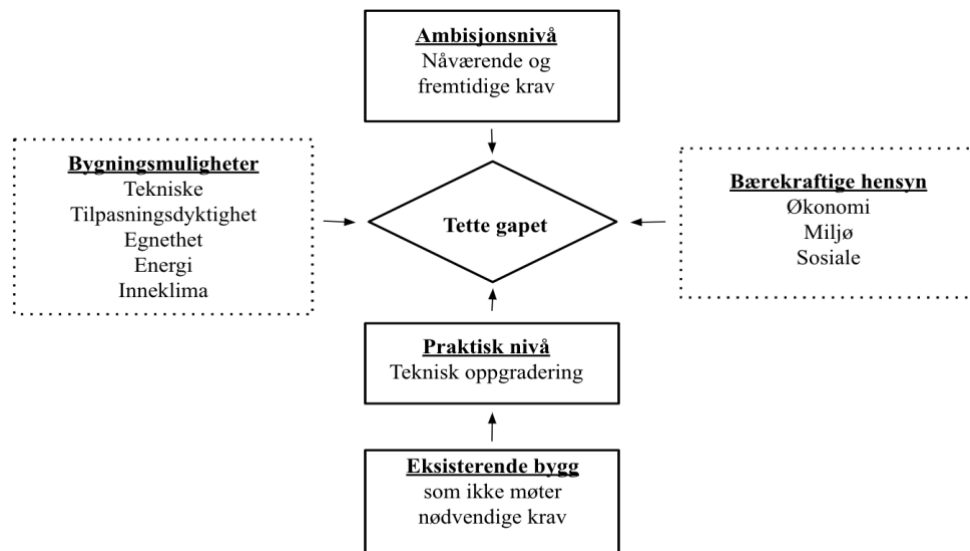 Ambisjonsnivå
Nåværende og
fremtidige krav
Bygningsmuligheter
Tekniske
Tilpasningsdyktighet
Egnethet
Energi
Inneklima
Tette gapet
Bærekraftige hensyn
Økonomi
Miljø
Sosiale
Praktisk nivå
Teknisk oppgradering
Eksisterende bygg
som ikke møter
nødvendige krav